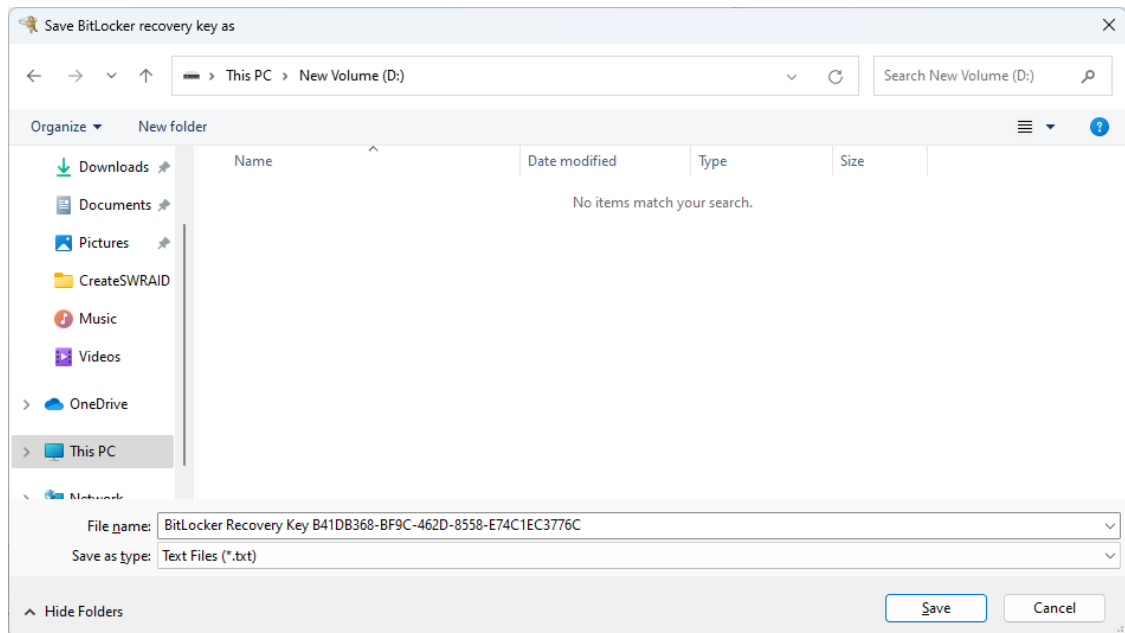 Save BitLocker recovery key as
This PC > New Volume (D:)
Search New Volume (D:)
Organize
New folder
Name
Date modified
Type
Size
No items match your search.
Downloads
Documents
Pictures
CreateSWRAID
Music
Videos
OneDrive
This PC
Network
File name: BitLocker Recovery Key B41DB368-BF9C-462D-8558-E74C1EC3776C
Save as type: Text Files (*.txt)
Hide Folders
Save
Cancel